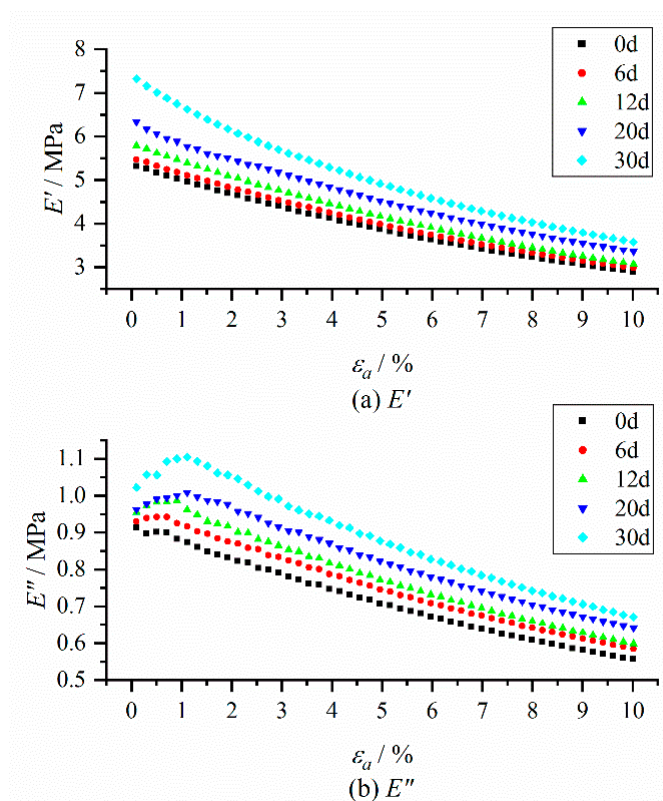 8
7
6
5
4
3
E′ / MPa
0d
6d
12d
20d
30d
0 1 2 3 4 5 6 7 8 9 10
εa / %
(a) E′
1.1
1.0
0.9
0.8
0.7
0.6
0.5
E″ / MPa
0d
6d
12d
20d
30d
0 1 2 3 4 5 6 7 8 9 10
εa / %
(b) E″